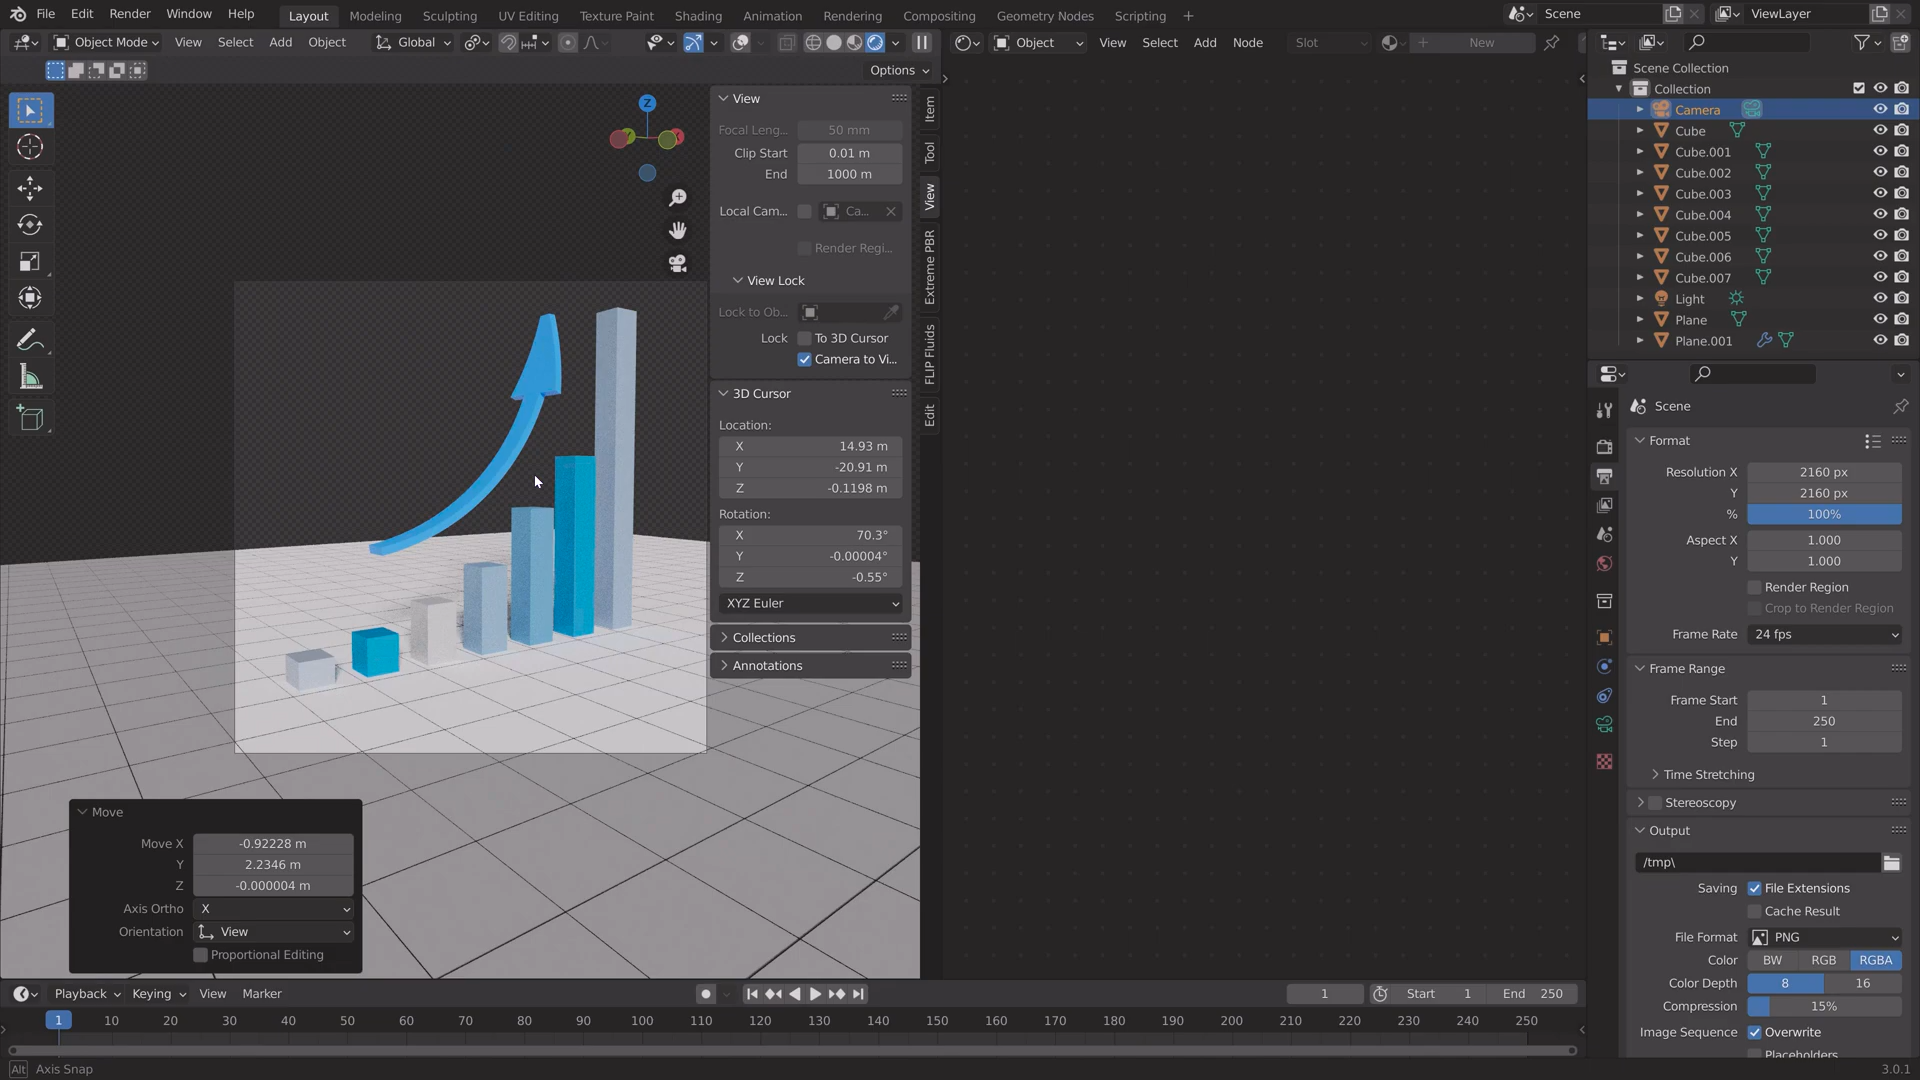 File Edit Render Window Help Layout Modeling Sculpting UV Editing Texture Paint Shading Animation Rendering Compositing Geometry Nodes Scripting + Scene ViewLayer
Object Mode View Select Add Object Global Object View Select Add Node Slot + New
Options
Scene Collection
Collection
Camera
Cube
Cube.001
Cube.002
Cube.003
Cube.004
Cube.005
Cube.006
Cube.007
Light
Plane
Plane.001
Z
View
Focal Leng... 50 mm
Clip Start 0.01 m
End 1000 m
Local Cam... Ca...
Render Regi...
View Lock
Lock to Ob...
Lock To 3D Cursor
Camera to Vi...
3D Cursor
Location:
X 14.93 m
Y -20.91 m
Z -0.1198 m
Rotation:
X 70.3°
Y -0.00004°
Z -0.55°
XYZ Euler
Collections
Annotations
Item
Tool
View
Extreme PBR
FLIP Fluids
Edit
Scene
Format
Resolution X 2160 px
Y 2160 px
% 100%
Aspect X 1.000
Y 1.000
Render Region
Crop to Render Region
Frame Rate 24 fps
Frame Range
Frame Start 1
End 250
Step 1
Time Stretching
Stereoscopy
Output
/tmp\
Saving File Extensions
Cache Result
File Format PNG
Color BW RGB RGBA
Color Depth 8 16
Compression 15%
Image Sequence Overwrite
Placeholders
Move
Move X -0.92228 m
Y 2.2346 m
Z -0.000004 m
Axis Ortho X
Orientation View
Proportional Editing
Playback Keying View Marker 1 Start 1 End 250
1 10 20 30 40 50 60 70 80 90 100 110 120 130 140 150 160 170 180 190 200 210 220 230 240 250
Alt Axis Snap 3.0.1